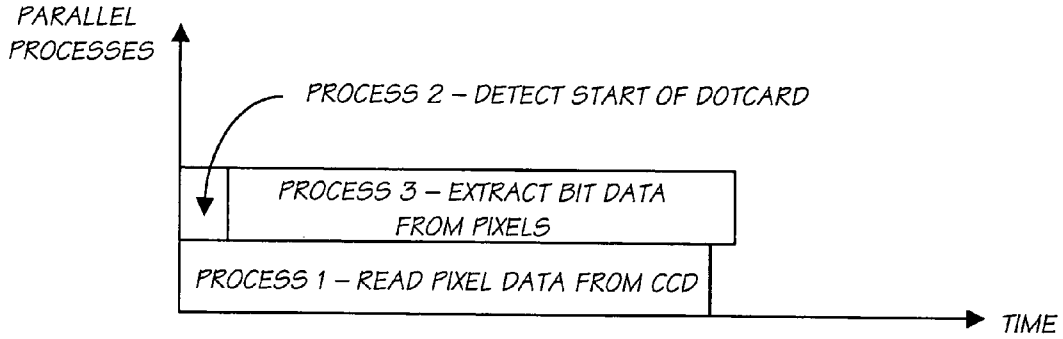 PARALLEL
PROCESSES
PROCESS 2 – DETECT START OF DOTCARD
PROCESS 3 – EXTRACT BIT DATA
FROM PIXELS
PROCESS 1 – READ PIXEL DATA FROM CCD
TIME